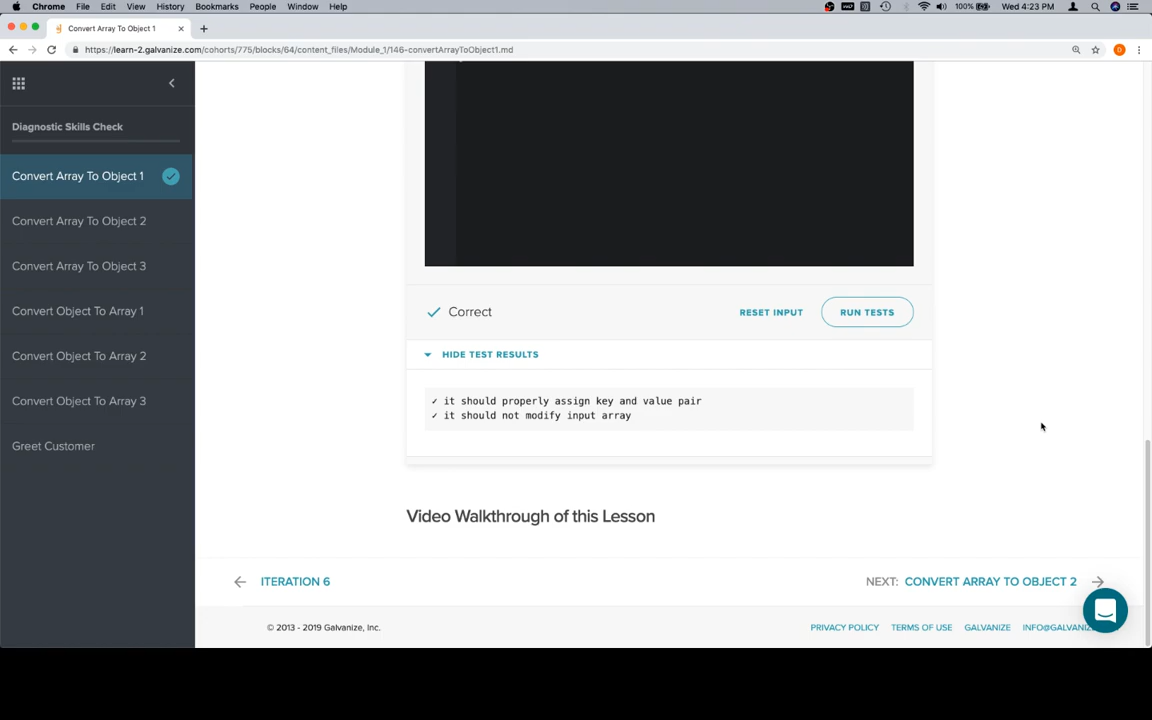 Chrome File Edit View History Bookmarks People Window Help 100% Wed 4:23 PM
Convert Array To Object 1
https://learn-2.galvanize.com/cohorts/775/blocks/64/content_files/Module_1/146-convertArrayToObject1.md
Diagnostic Skills Check
Convert Array To Object 1
Convert Array To Object 2
Convert Array To Object 3
Convert Object To Array 1
Convert Object To Array 2
Convert Object To Array 3
Greet Customer
Correct
RESET INPUT
RUN TESTS
HIDE TEST RESULTS
✓ it should properly assign key and value pair
✓ it should not modify input array
Video Walkthrough of this Lesson
ITERATION 6
NEXT: CONVERT ARRAY TO OBJECT 2
© 2013 - 2019 Galvanize, Inc.
PRIVACY POLICY TERMS OF USE GALVANIZE INFO@GALVANIZ